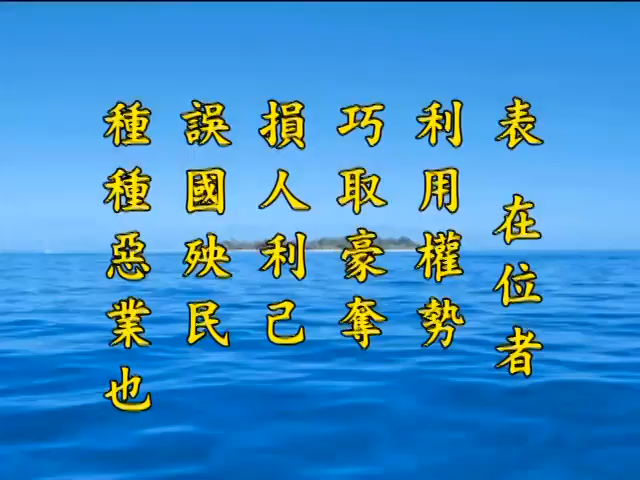 表 在位者
利用權勢
巧取豪奪
損人利己
誤國殃民
種種惡業也